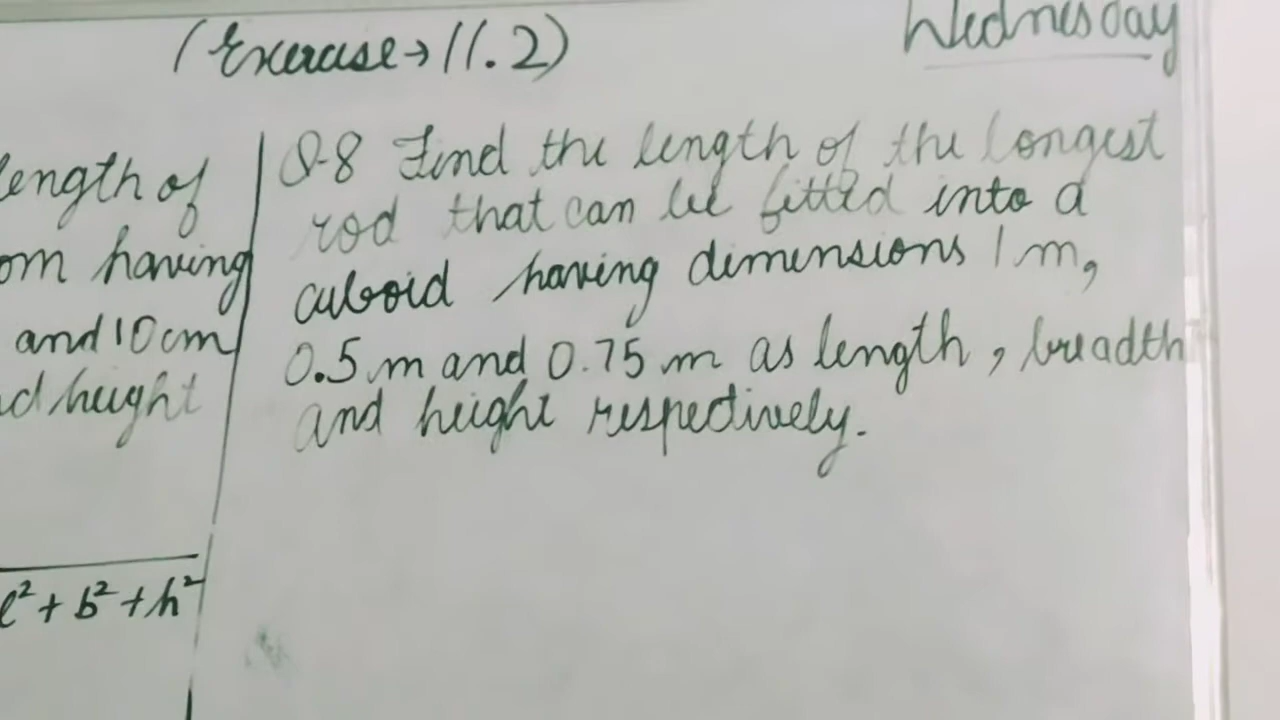 (Exercise → 11.2)
Wednesday
length of
om having
and 10 cm
d height
l² + b² + h²
Q-8 Find the length of the longest
rod that can be fitted into a
cuboid having dimensions 1 m,
0.5 m and 0.75 m as length, breadth
and height respectively.